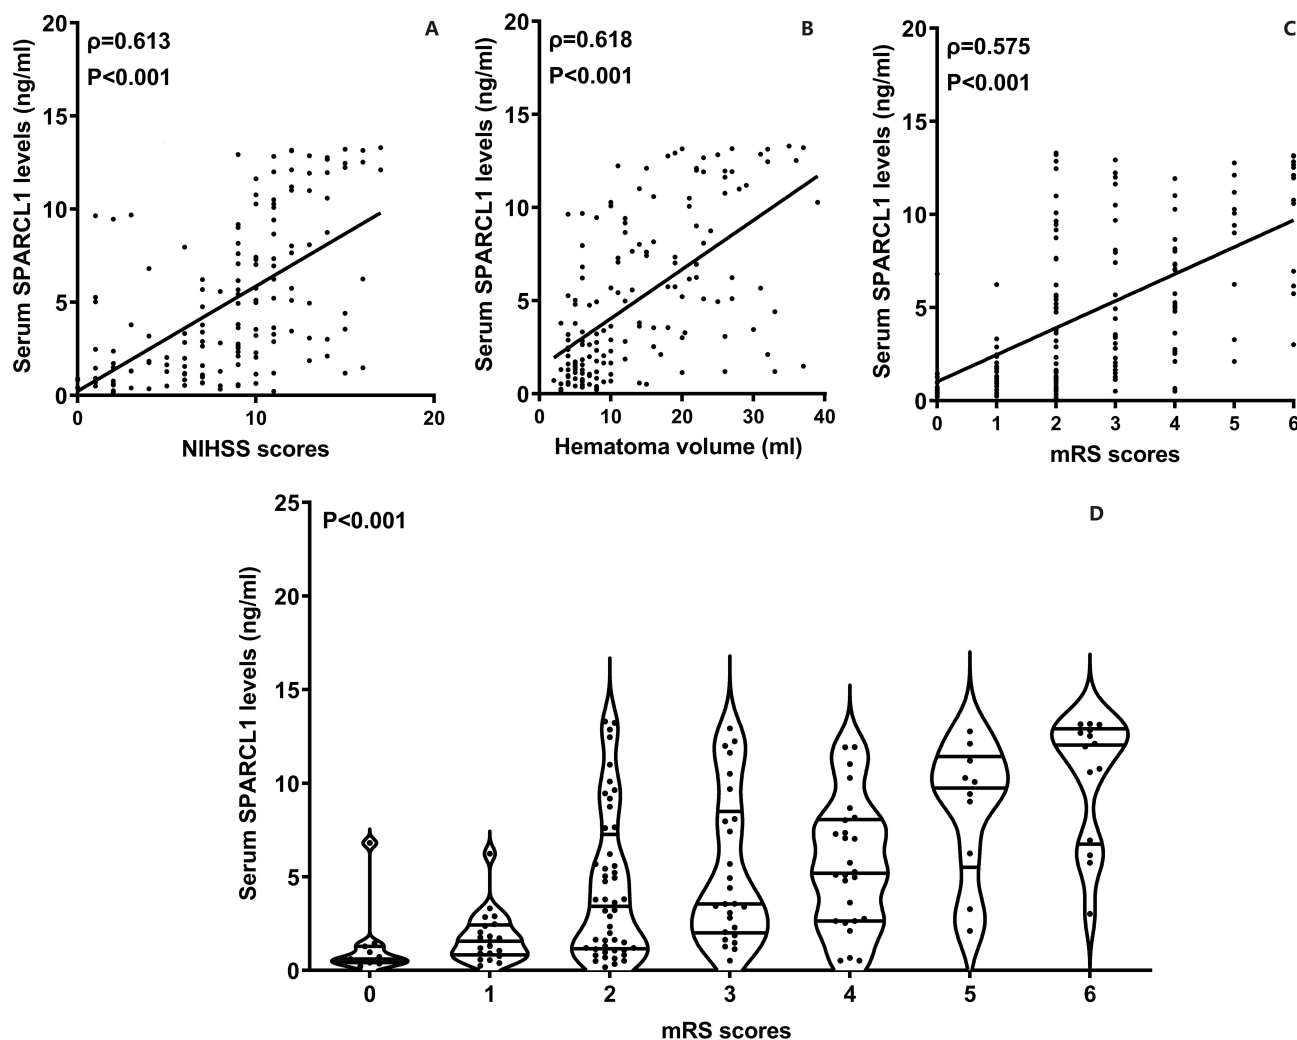 A
ρ=0.613
P<0.001
Serum SPARCL1 levels (ng/ml)
20
15
10
5
0
0 10 20
NIHSS scores
B
ρ=0.618
P<0.001
Serum SPARCL1 levels (ng/ml)
20
15
10
5
0
0 10 20 30 40
Hematoma volume (ml)
C
ρ=0.575
P<0.001
Serum SPARCL1 levels (ng/ml)
20
15
10
5
0
0 1 2 3 4 5 6
mRS scores
D
P<0.001
Serum SPARCL1 levels (ng/ml)
25
20
15
10
5
0
0 1 2 3 4 5 6
mRS scores